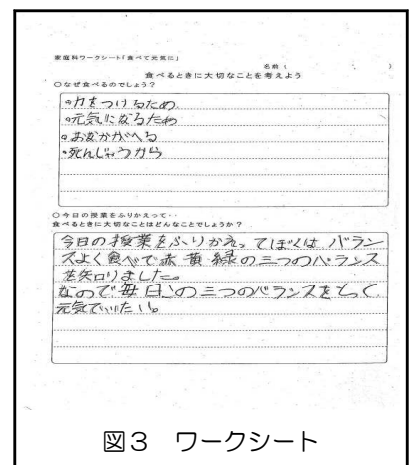 家庭科ワークシート「食べて元気に」
名前(　　　)
食べるときに大切なことを考えよう
○なぜ食べるのでしょう?
・力をつけるため
・元気になるため
・おなかがへる
・死んじゃうから
○今日の授業をふりかえって・・
食べるときに大切なことはどんなことでしょうか?
今日の授業をふりかえってぼくは バラン
スよく食べて赤 黄 緑の三つのバランス
を知りました。
なので毎日の三つのバランスをとって
元気でいたい。
図3 ワークシート